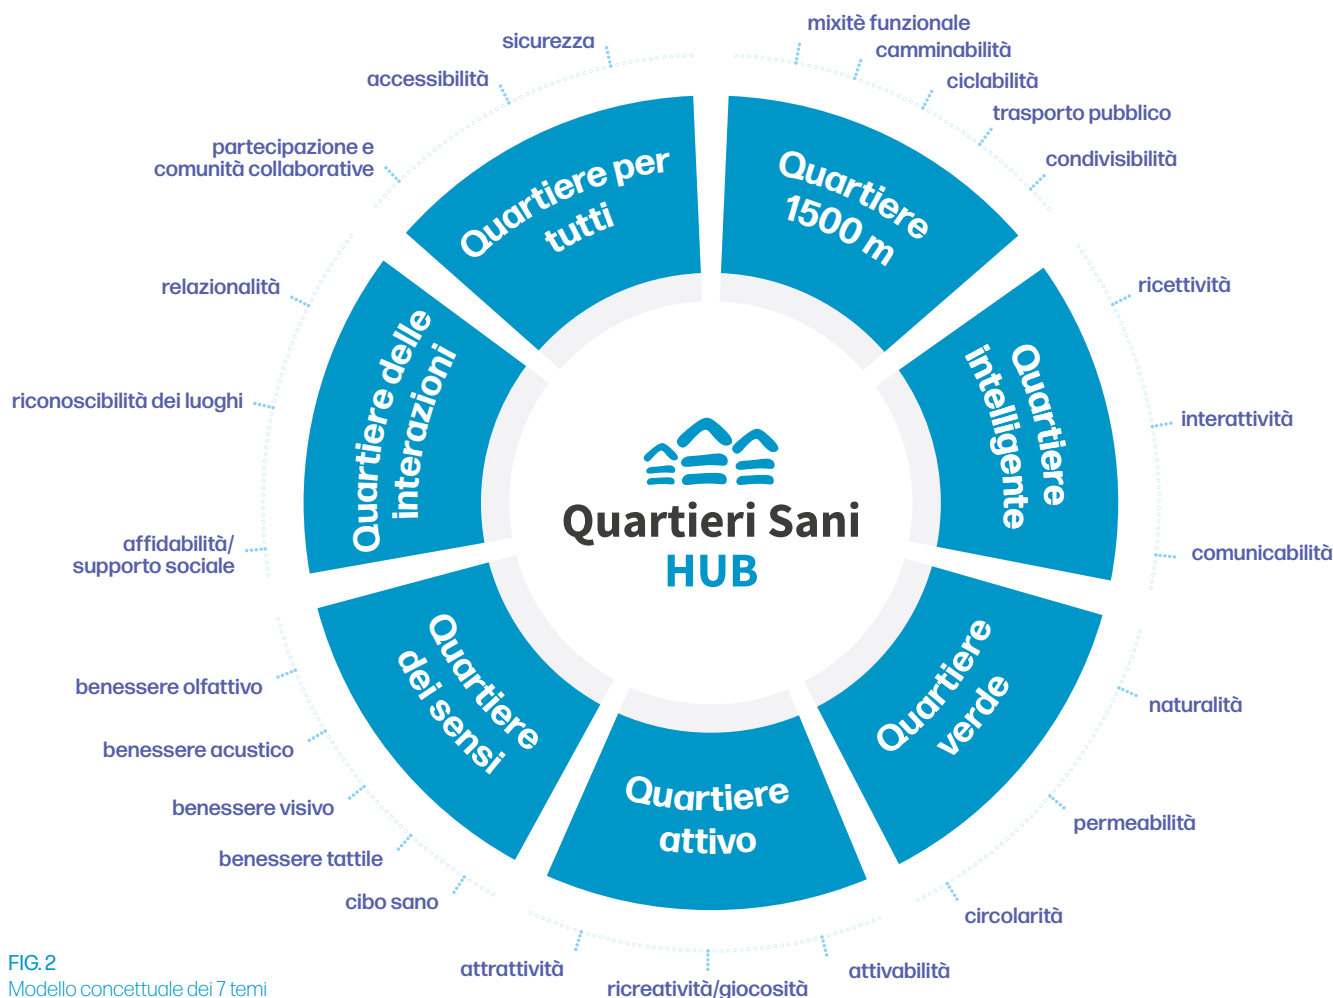 mixitè funzionale
camminabilità
ciclabilità
trasporto pubblico
condivisibilità
Quartiere
1500 m
ricettività
interattività
comunicabilità
Quartiere
intelligente
naturalità
permeabilità
circolarità
Quartiere
verde
attivabilità
ricreatività/giocosità
attrattività
Quartiere
attivo
cibo sano
benessere tattile
benessere visivo
benessere acustico
benessere olfattivo
Quartiere
dei sensi
affidabilità/
supporto sociale
riconoscibilità dei luoghi
relazionalità
Quartiere delle
interazioni
partecipazione e
comunità collaborative
accessibilità
sicurezza
Quartiere per
tutti
Quartieri Sani
HUB
FIG. 2
Modello concettuale dei 7 temi